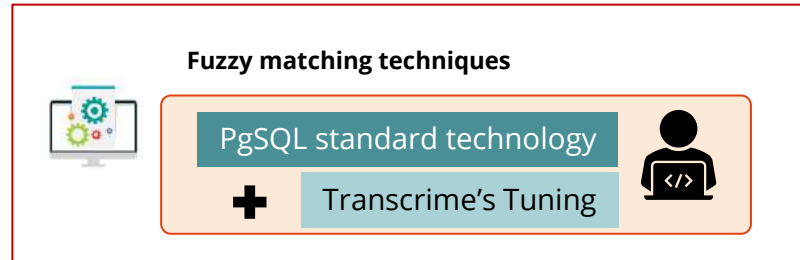 Fuzzy matching techniques
PgSQL standard technology
Transcrime's Tuning